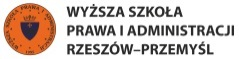 WYŻSZA SZKOŁA
PRAWA I ADMINISTRACJI
RZESZÓW–PRZEMYŚL